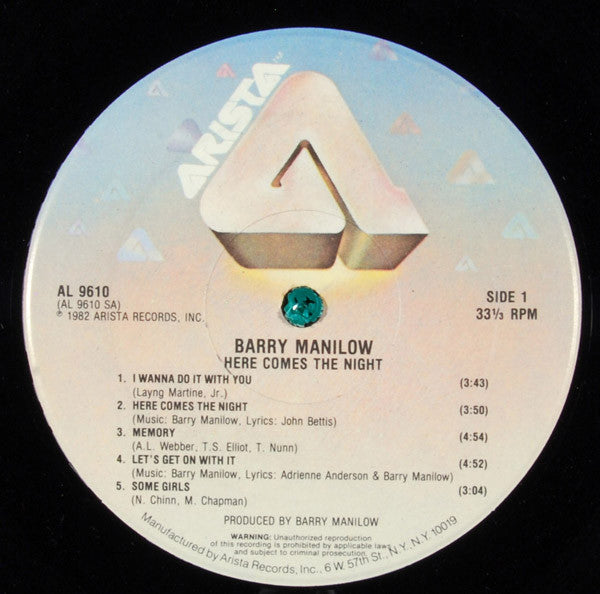 ARISTA™
AL 9610
(AL 9610 SA)
℗ 1982 ARISTA RECORDS, INC.
SIDE 1
33⅓ RPM
BARRY MANILOW
HERE COMES THE NIGHT
1. I WANNA DO IT WITH YOU (3:43)
(Layng Martine, Jr.)
2. HERE COMES THE NIGHT (3:50)
(Music: Barry Manilow, Lyrics: John Bettis)
3. MEMORY (4:54)
(A.L. Webber, T.S. Elliot, T. Nunn)
4. LET'S GET ON WITH IT (4:52)
(Music: Barry Manilow, Lyrics: Adrienne Anderson & Barry Manilow)
5. SOME GIRLS (3:04)
(N. Chinn, M. Chapman)
PRODUCED BY BARRY MANILOW
WARNING: Unauthorized reproduction
of this recording is prohibited by applicable laws
and subject to criminal prosecution.
Manufactured by Arista Records, Inc., 6 W. 57th St., N.Y., N.Y. 10019